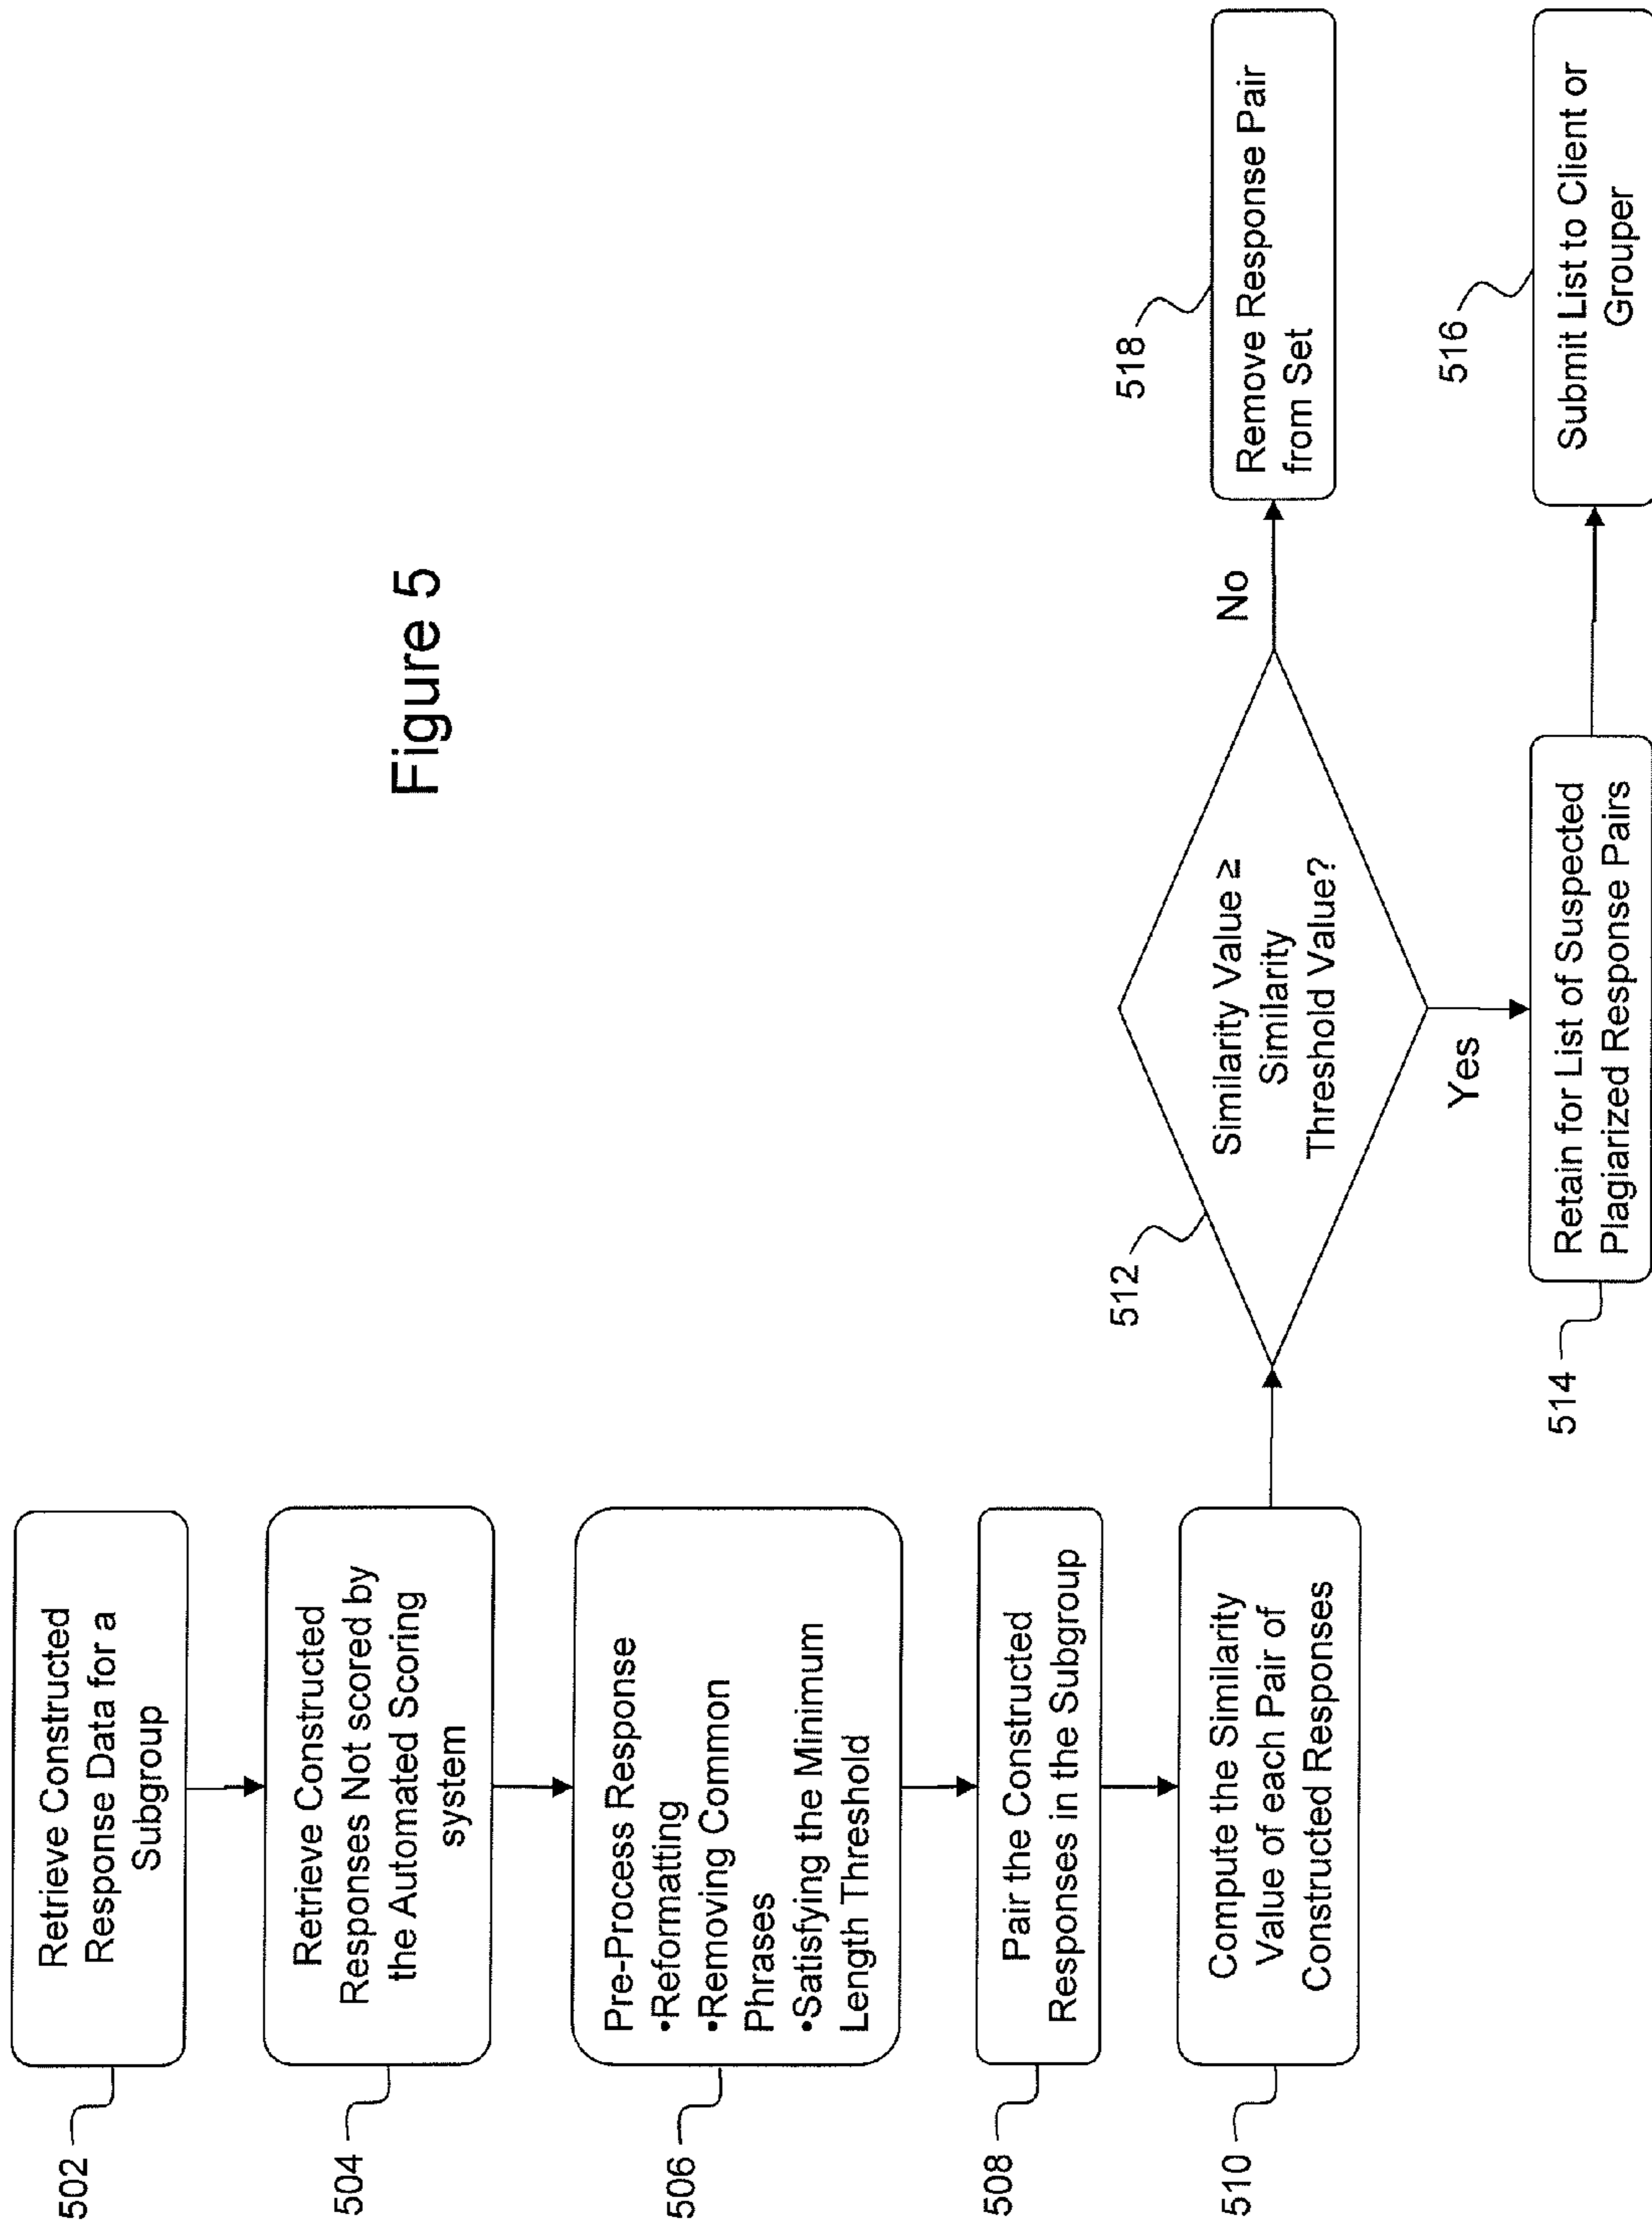 Figure 5
502
Retrieve Constructed
Response Data for a
Subgroup
504
Retrieve Constructed
Responses Not scored by
the Automated Scoring
system
506
Pre-Process Response
•Reformatting
•Removing Common
Phrases
•Satisfying the Minimum
Length Threshold
508
Pair the Constructed
Responses in the Subgroup
510
Compute the Similarity
Value of each Pair of
Constructed Responses
512
Similarity Value ≥
Similarity
Threshold Value?
No
518
Remove Response Pair
from Set
Yes
514
Retain for List of Suspected
Plagiarized Response Pairs
516
Submit List to Client or
Grouper